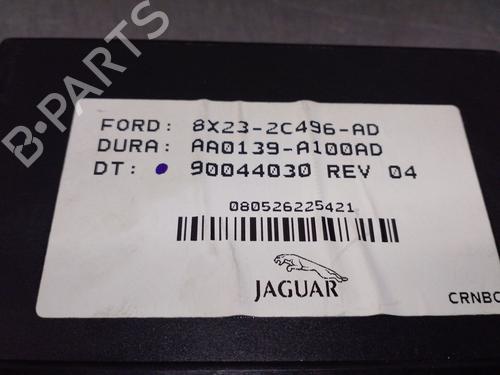 B-PARTS
FORD: 8X23-2C496-AD
DURA: AA0139-A100AD
DT: 90044030 REV 04
080526225421
JAGUAR
CRNBC